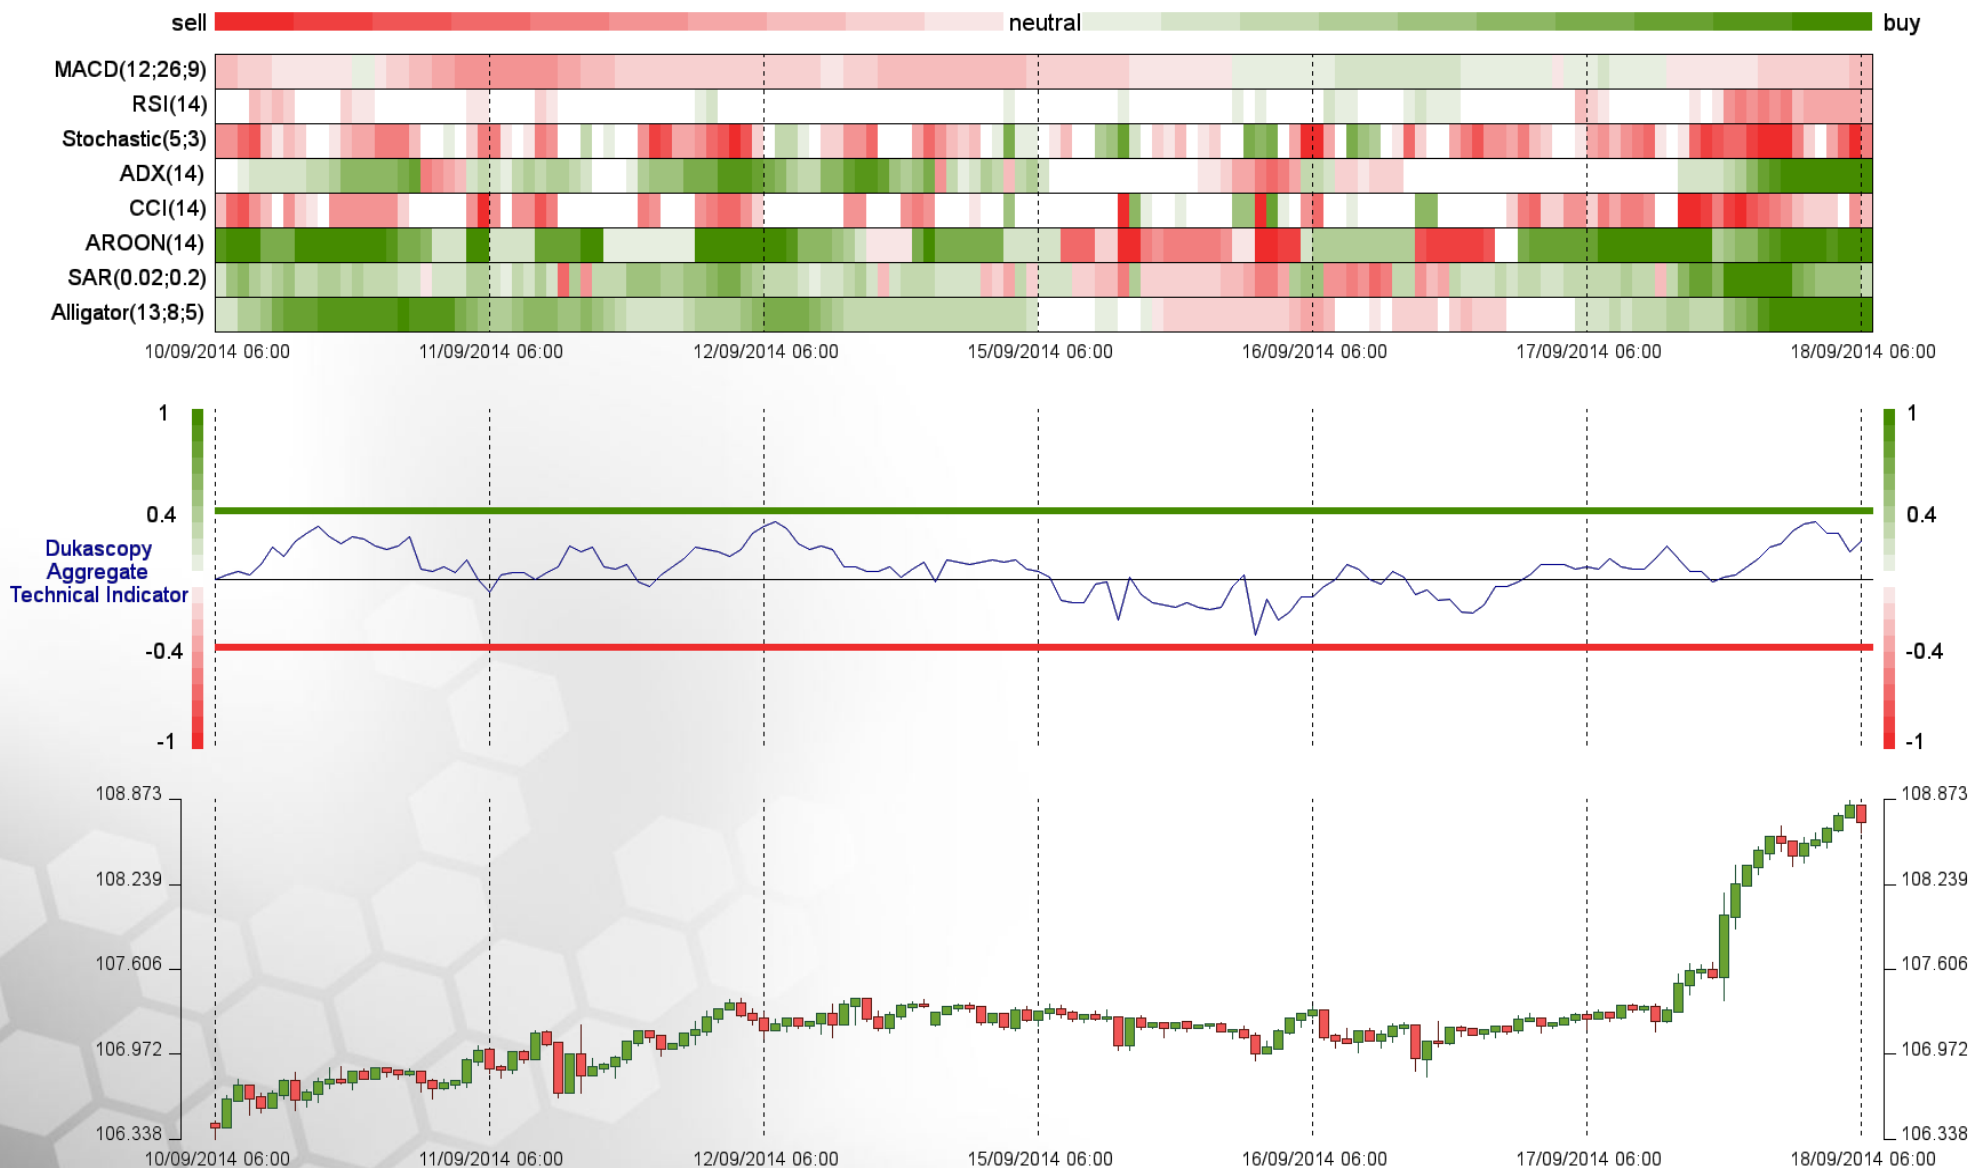 sell neutral buy
MACD(12;26;9)
RSI(14)
Stochastic(5;3)
ADX(14)
CCI(14)
AROON(14)
SAR(0.02;0.2)
Alligator(13;8;5)
10/09/2014 06:00 11/09/2014 06:00 12/09/2014 06:00 15/09/2014 06:00 16/09/2014 06:00 17/09/2014 06:00 18/09/2014 06:00
1 1
0.4 0.4
Dukascopy
Aggregate
Technical Indicator
-0.4 -0.4
-1 -1
108.873 108.873
108.239 108.239
107.606 107.606
106.972 106.972
106.338 106.338
10/09/2014 06:00 11/09/2014 06:00 12/09/2014 06:00 15/09/2014 06:00 16/09/2014 06:00 17/09/2014 06:00 18/09/2014 06:00